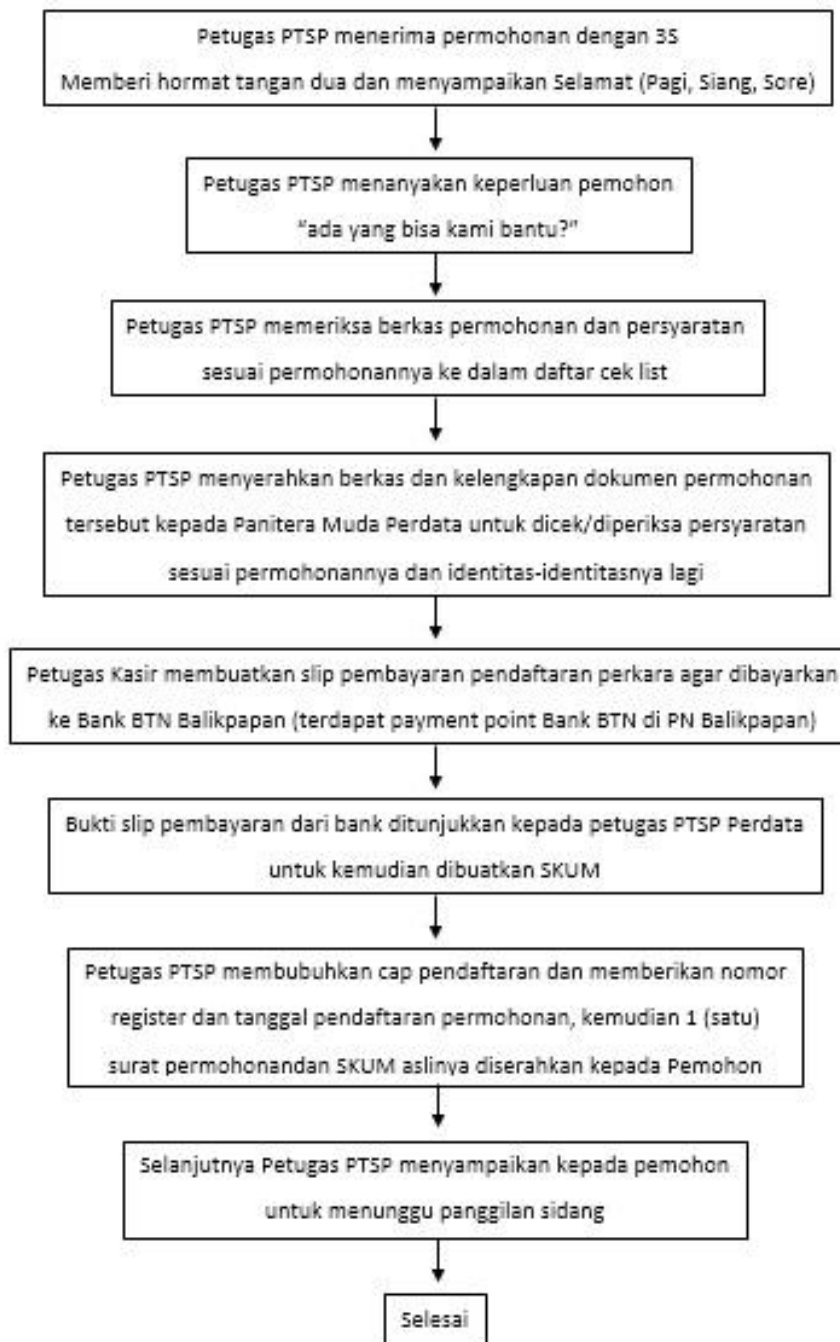 Petugas PTSP menerima permohonan dengan 3S
Memberi hormat tangan dua dan menyampaikan Selamat (Pagi, Siang, Sore)
Petugas PTSP menanyakan keperluan pemohon
“ada yang bisa kami bantu?”
Petugas PTSP memeriksa berkas permohonan dan persyaratan
sesuai permohonannya ke dalam daftar cek list
Petugas PTSP menyerahkan berkas dan kelengkapan dokumen permohonan
tersebut kepada Panitera Muda Perdata untuk dicek/diperiksa persyaratan
sesuai permohonannya dan identitas-identitasnya lagi
Petugas Kasir membuatkan slip pembayaran pendaftaran perkara agar dibayarkan
ke Bank BTN Balikpapan (terdapat payment point Bank BTN di PN Balikpapan)
Bukti slip pembayaran dari bank ditunjukkan kepada petugas PTSP Perdata
untuk kemudian dibuatkan SKUM
Petugas PTSP membubuhkan cap pendaftaran dan memberikan nomor
register dan tanggal pendaftaran permohonan, kemudian 1 (satu)
surat permohonandan SKUM aslinya diserahkan kepada Pemohon
Selanjutnya Petugas PTSP menyampaikan kepada pemohon
untuk menunggu panggilan sidang
Selesai